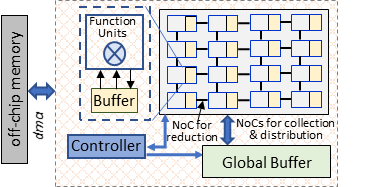 off-chip memory
dma
Function
Units
Buffer
NoC for
reduction
NoCs for collection
& distribution
Controller
Global Buffer